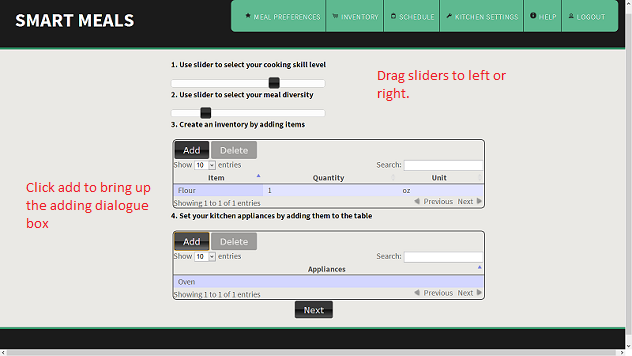 SMART MEALS
MEAL PREFERENCES INVENTORY SCHEDULE KITCHEN SETTINGS HELP LOGOUT
1. Use slider to select your cooking skill level
Drag sliders to left or
right.
2. Use slider to select your meal diversity
3. Create an inventory by adding items
Add Delete
Show 10 entries Search:
Item Quantity Unit
Flour 1 oz
Showing 1 to 1 of 1 entries Previous Next
Click add to bring up
the adding dialogue
box
4. Set your kitchen appliances by adding them to the table
Add Delete
Show 10 entries Search:
Appliances
Oven
Showing 1 to 1 of 1 entries Previous Next
Next